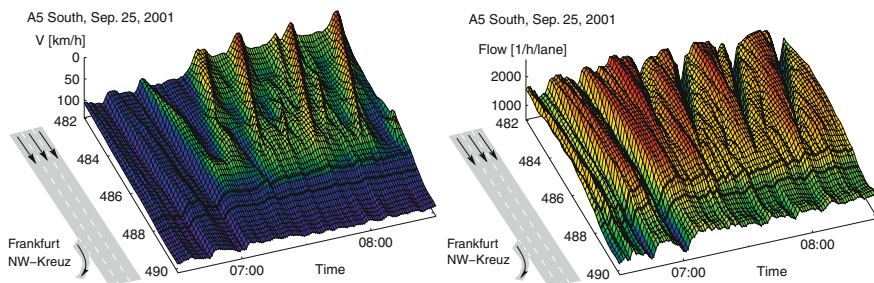 A5 South, Sep. 25, 2001
V [km/h]
0
50
100
482
484
486
488
490
Frankfurt
NW−Kreuz
07:00
08:00
Time
A5 South, Sep. 25, 2001
Flow [1/h/lane]
2000
1000
482
484
486
488
490
Frankfurt
NW−Kreuz
07:00
08:00
Time